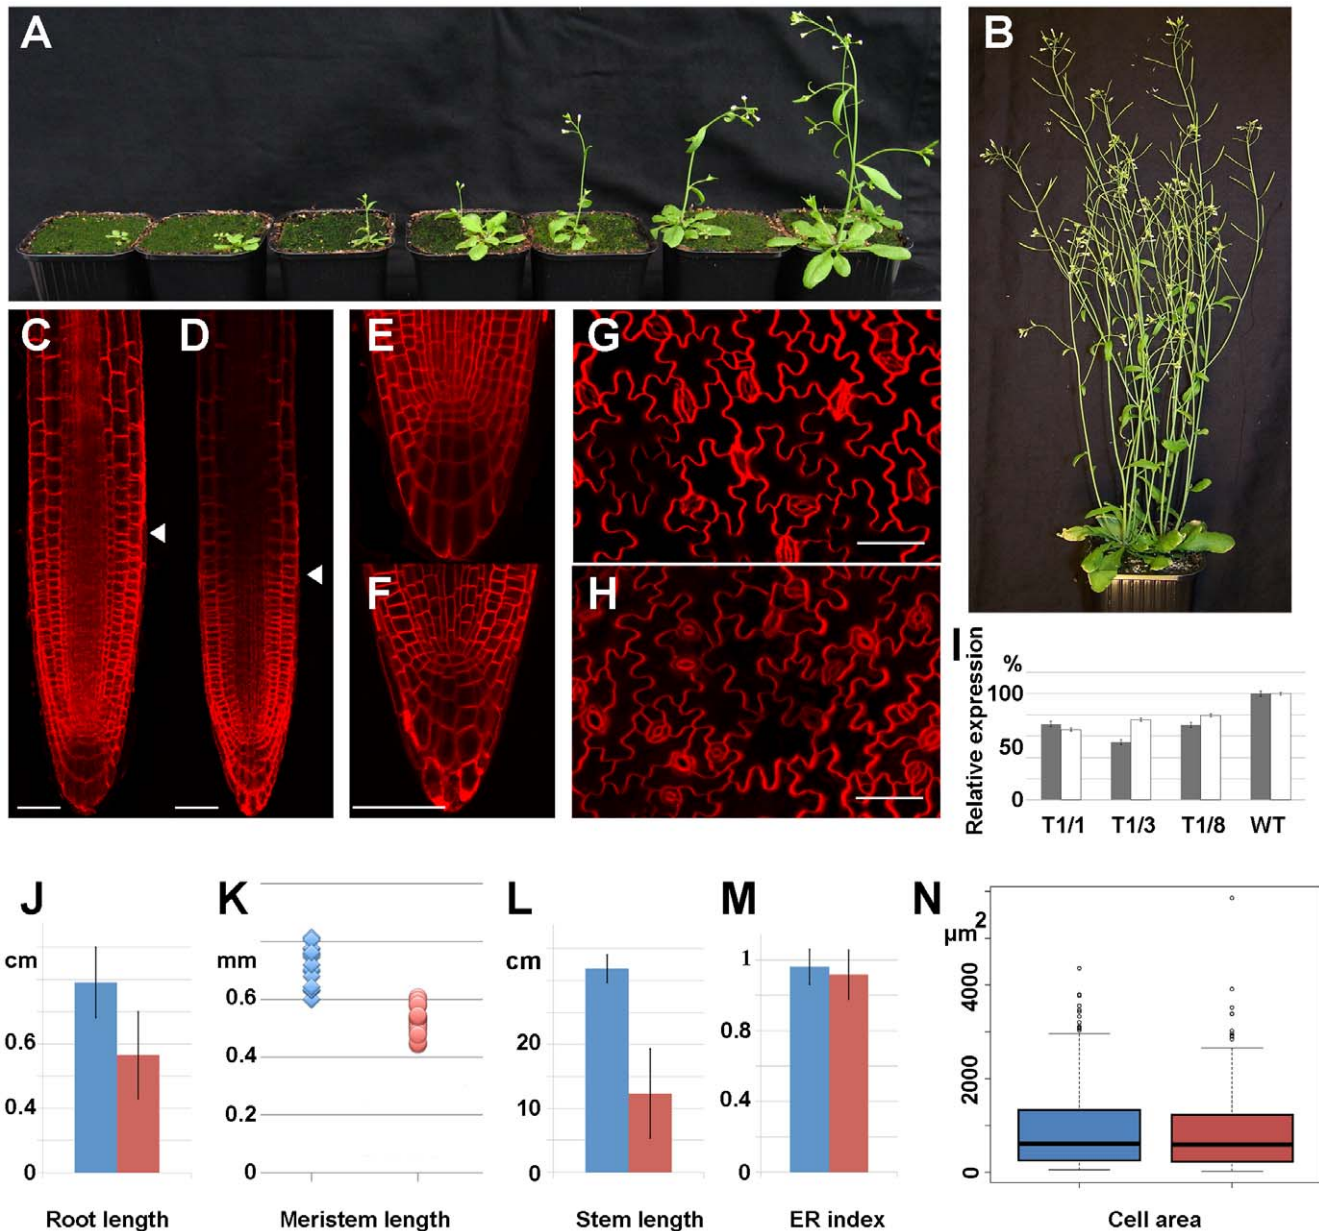 A
B
C
D
E
G
F
H
I
%
100
50
0
Relative expression
T1/1
T1/3
T1/8
WT
J
cm
0.6
0.4
0
Root length
K
mm
0.6
0.4
0.2
0
Meristem length
L
cm
20
10
0
Stem length
M
1
0.8
0.4
0
ER index
N
µm2
4000
2000
0
Cell area